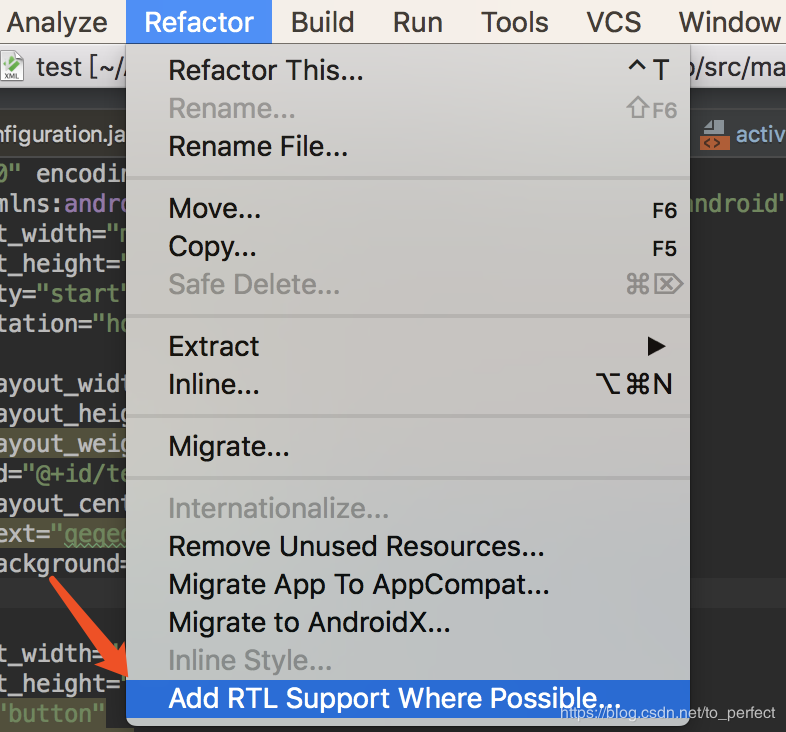 Analyze Refactor Build Run Tools VCS Window
test [~/ /src/ma
Refactor This... ^ T
nfiguration.ja activ
Rename... ⇧F6
Rename File... 
0" encodin
mlns:andro android"
Move... F6
t_width="
Copy... F5
t_height="
Safe Delete... ⌘⌦
ty="start"
tation="ho
Extract ▶
ayout_widt
Inline... ⌥⌘N
ayout_heig
ayout_weig
Migrate...
d="@+id/te
ayout_cent
Internationalize...
ext="gegeg
Remove Unused Resources...
ackground=
Migrate App To AppCompat...
Migrate to AndroidX...
t_width=
Inline Style...
t_height="
Add RTL Support Where Possible...
"button"
https://blog.csdn.net/to_perfect